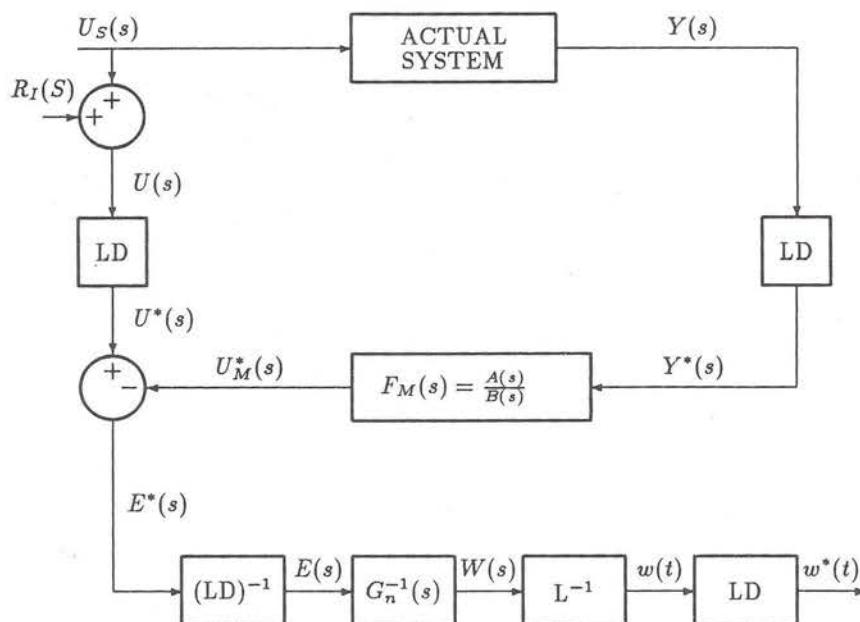 U_S(s)
ACTUAL
SYSTEM
Y(s)
R_I(S)
+
+
U(s)
LD
LD
U*(s)
+
−
U*_M(s)
F_M(s) = A(s)/B(s)
Y*(s)
E*(s)
(LD)⁻¹
E(s)
G_n⁻¹(s)
W(s)
L⁻¹
w(t)
LD
w*(t)